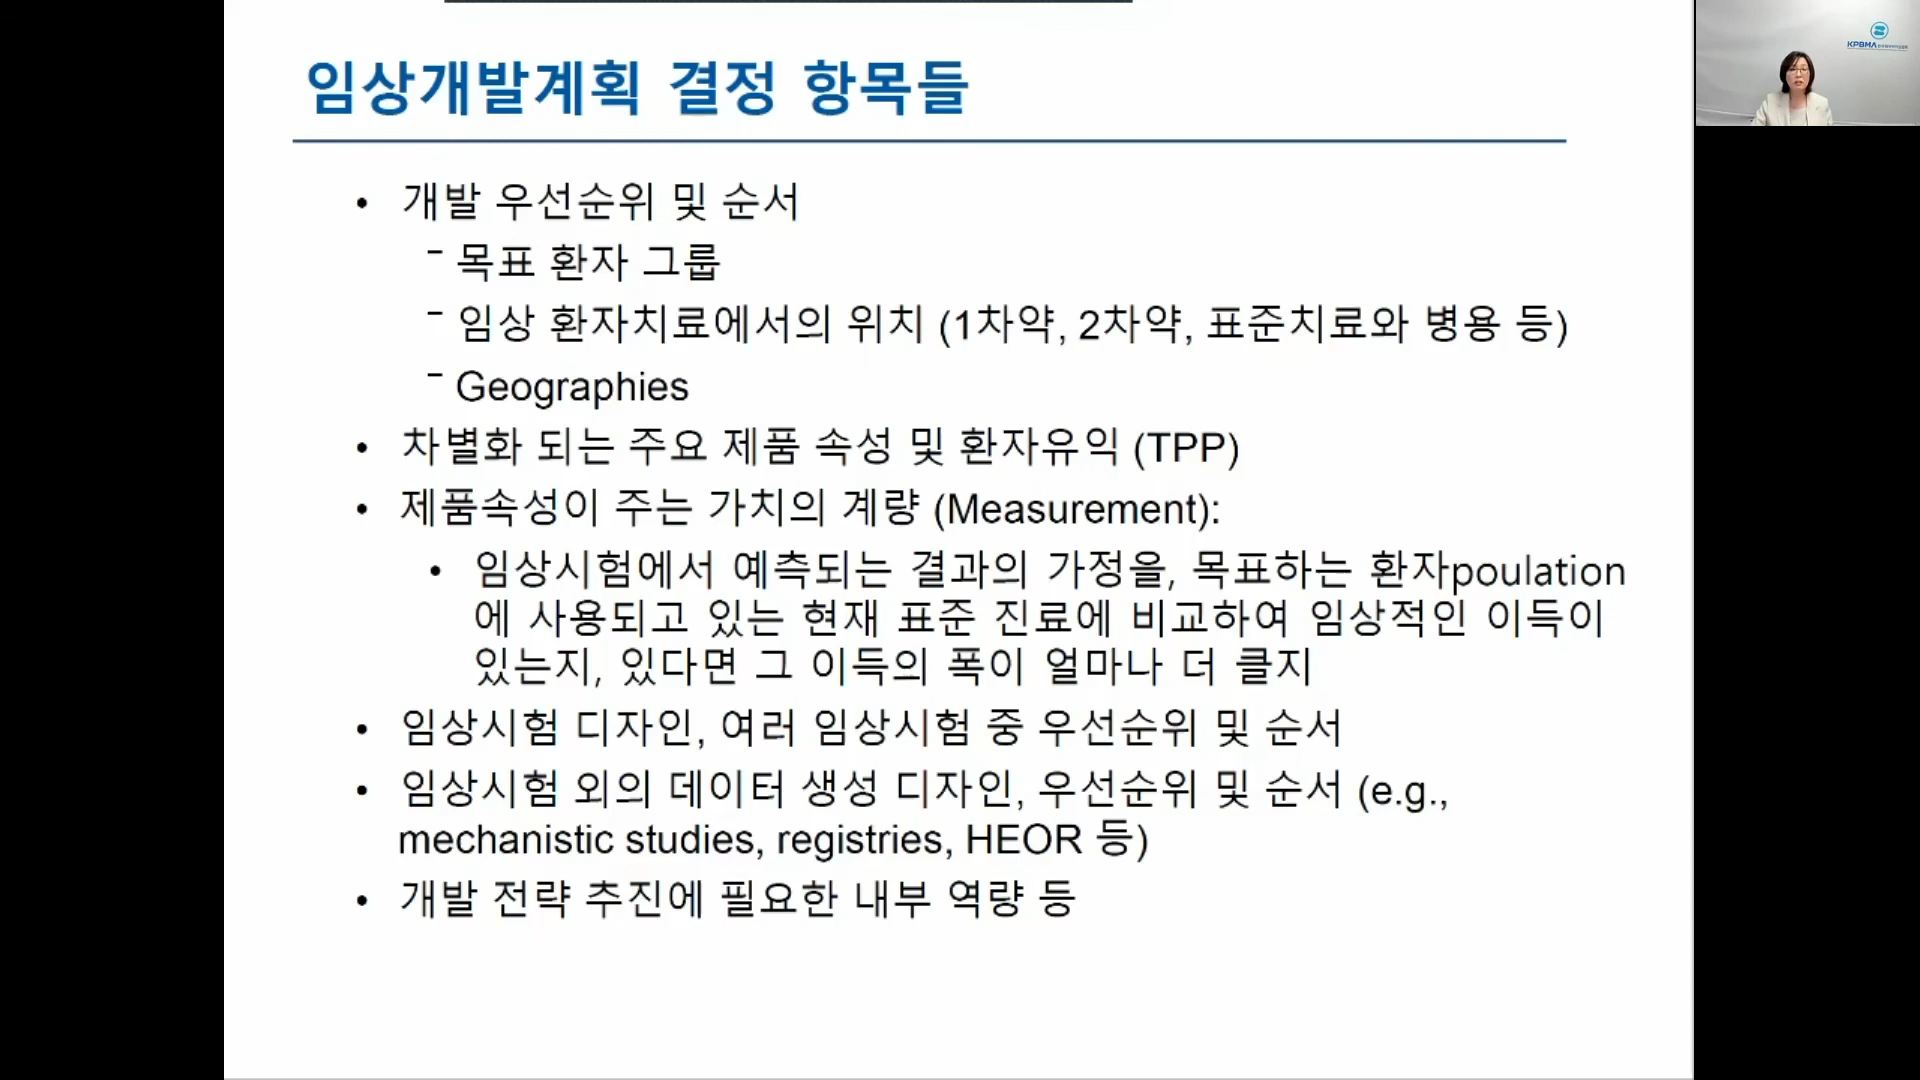 임상개발계획 결정 항목들
• 개발 우선순위 및 순서
- 목표 환자 그룹
- 임상 환자치료에서의 위치 (1차약, 2차약, 표준치료와 병용 등)
- Geographies
• 차별화 되는 주요 제품 속성 및 환자유익 (TPP)
• 제품속성이 주는 가치의 계량 (Measurement):
• 임상시험에서 예측되는 결과의 가정을, 목표하는 환자poulation
에 사용되고 있는 현재 표준 진료에 비교하여 임상적인 이득이
있는지, 있다면 그 이득의 폭이 얼마나 더 클지
• 임상시험 디자인, 여러 임상시험 중 우선순위 및 순서
• 임상시험 외의 데이터 생성 디자인, 우선순위 및 순서 (e.g.,
mechanistic studies, registries, HEOR 등)
• 개발 전략 추진에 필요한 내부 역량 등
KPBMA